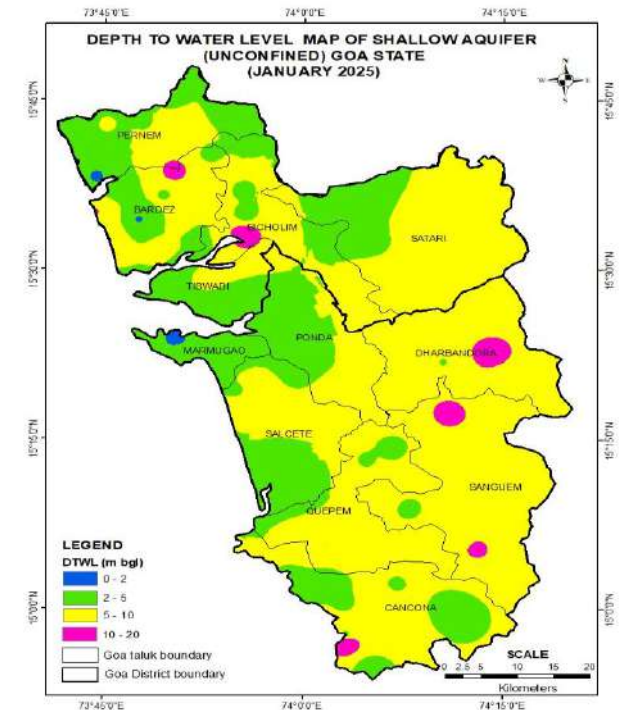 73°45'0"E 74°0'0"E 74°15'0"E
DEPTH TO WATER LEVEL MAP OF SHALLOW AQUIFER
(UNCONFINED) GOA STATE
(JANUARY 2025)
N
W E
S
15°45'0"N 15°45'0"N
PERNEM
BARDEZ
BICHOLIM
SATARI
15°30'0"N 15°30'0"N
TISWADI
PONDA
MARMUGAO
DHARBANDORA
SALCETE
15°15'0"N 15°15'0"N
SANGUEM
QUEPEM
LEGEND
DTWL (m bgl)
0 - 2
2 - 5
5 - 10
10 - 20
Goa taluk boundary
Goa District boundary
15°0'0"N 15°0'0"N
CANCONA
SCALE
0 2.5 5 10 15 20
Kilometers
73°45'0"E 74°0'0"E 74°15'0"E